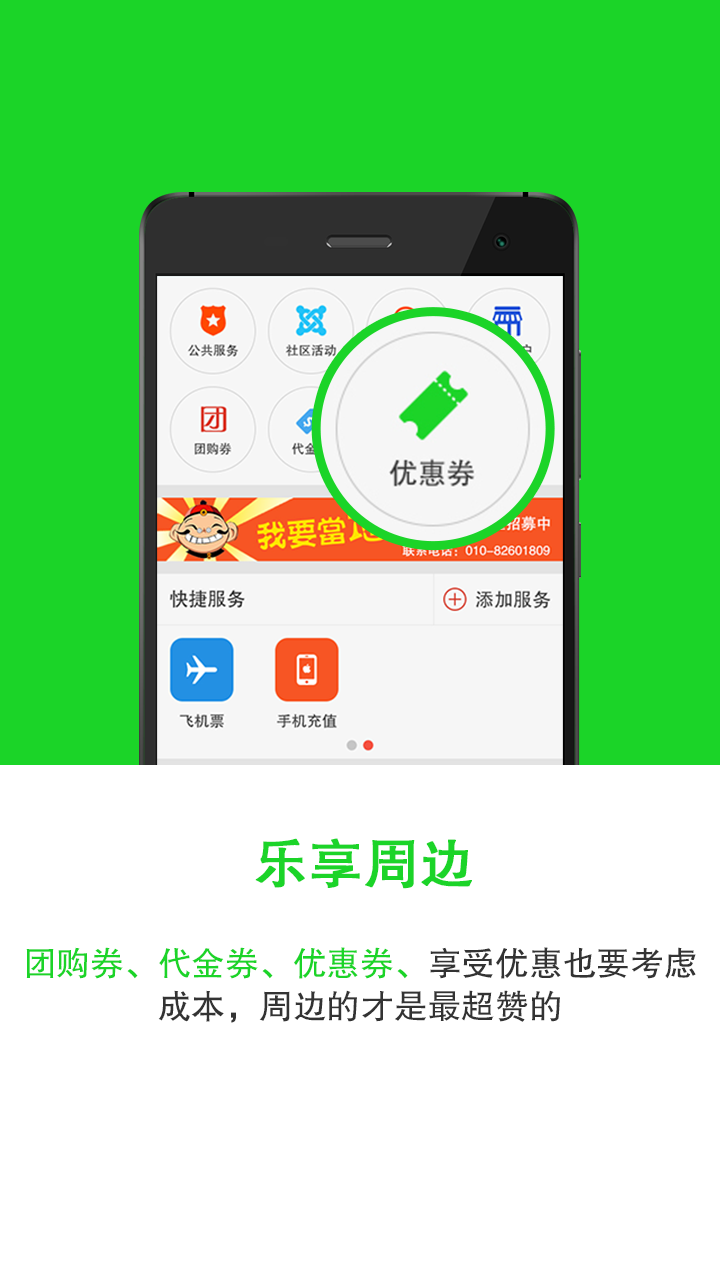 公共服务
社区活动
户
团购券
代金
优惠券
我要當地
招募中
联系电话：010-82601809
快捷服务
添加服务
飞机票
手机充值
乐享周边
团购券、代金券、优惠券、享受优惠也要考虑
成本，周边的才是最超赞的